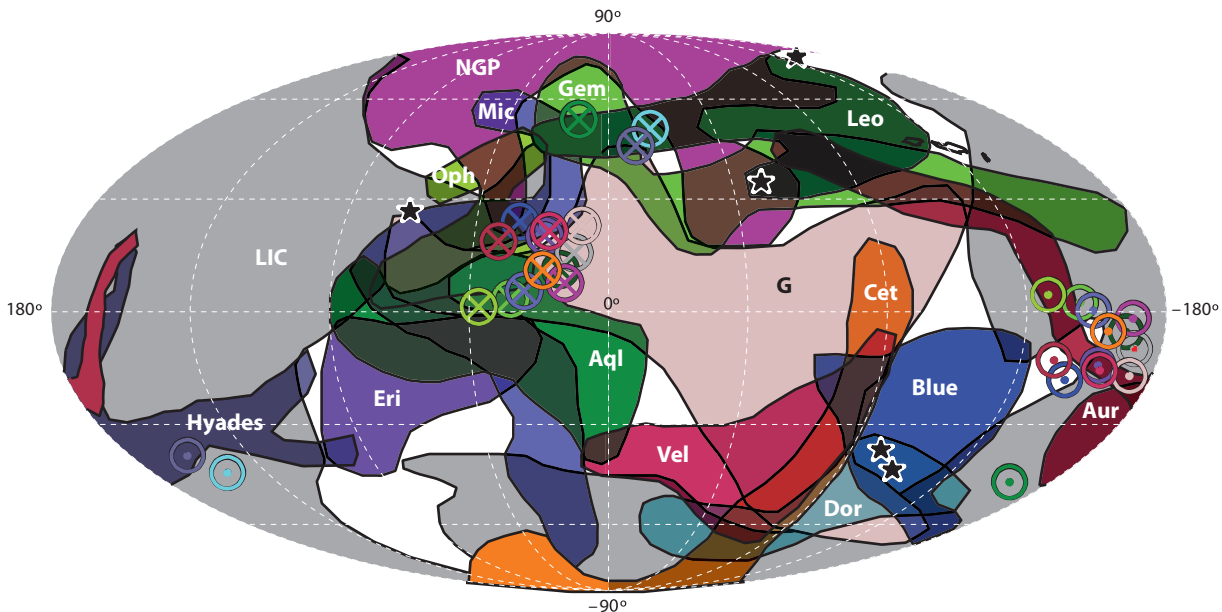 90°
NGP
Gem
Mic
Leo
Oph
LIC
G
Cet
180°
0°
−180°
Aql
Blue
Eri
Aur
Hyades
Vel
Dor
−90°